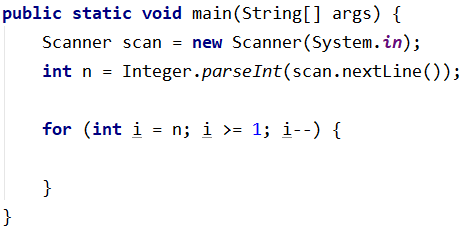 public static void main(String[] args) {
    Scanner scan = new Scanner(System.in);
    int n = Integer.parseInt(scan.nextLine());
    for (int i = n; i >= 1; i--) {
    }
}